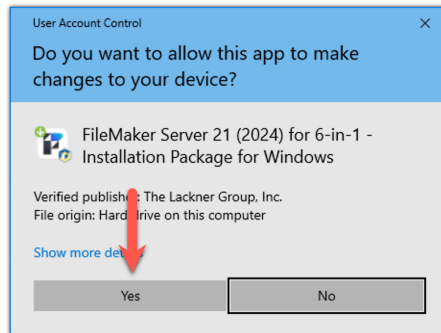 User Account Control
Do you want to allow this app to make
changes to your device?
FileMaker Server 21 (2024) for 6-in-1 -
Installation Package for Windows
Verified publisher: The Lackner Group, Inc.
File origin: Hard drive on this computer
Show more details
Yes
No